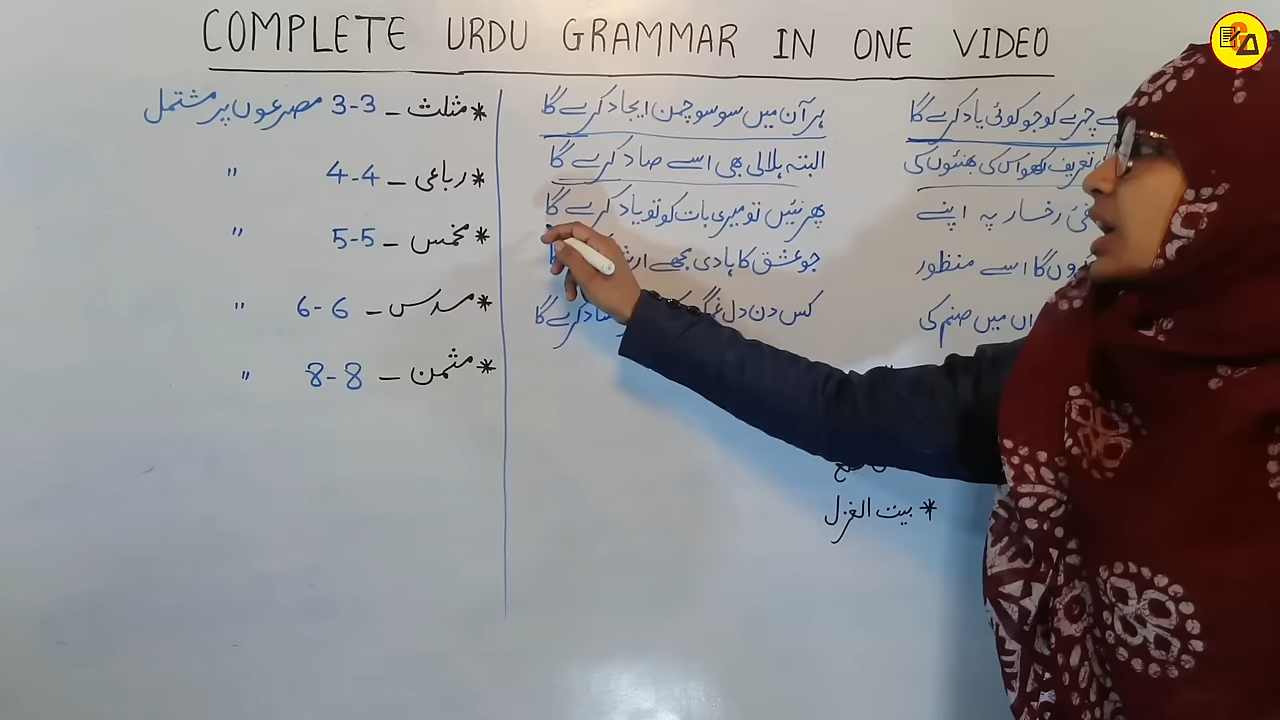 COMPLETE URDU GRAMMAR IN ONE VIDEO
چہرے کو جو کوئی یاد کرے گا
ہر آن میں سو سو چمن ایجاد کرے گا
تعریف لکھو اس کی بھنئوں کی
البتہ ہلالی بھی اسے صاد کرے گا
رخسار پہ اپنے
پھر نئیں تو میری بات کو تو یاد کرے گا
گا اسے منظور
جو عشق کا ہادی مجھے
میں صنم کی
کس دن دل
کرے گا
* بیت الغزل
* مثلث - 3-3 مصرعوں پر مشتمل
* رباعی - 4-4 "
* مخمس - 5-5 "
* مسدس - 6-6 "
* مثمن - 8-8 "